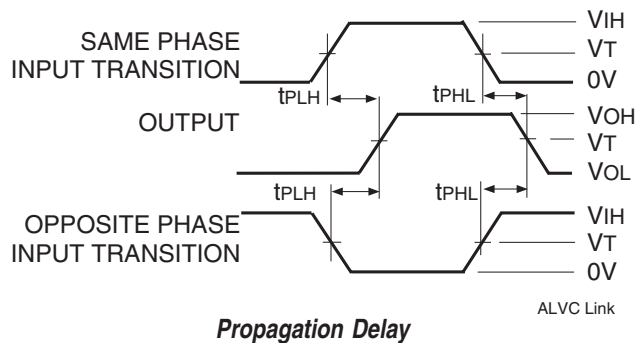 SAME PHASE
INPUT TRANSITION
VIH
VT
0V
tPLH
tPHL
OUTPUT
VOH
VT
VOL
tPLH
tPHL
OPPOSITE PHASE
INPUT TRANSITION
VIH
VT
0V
ALVC Link
Propagation Delay